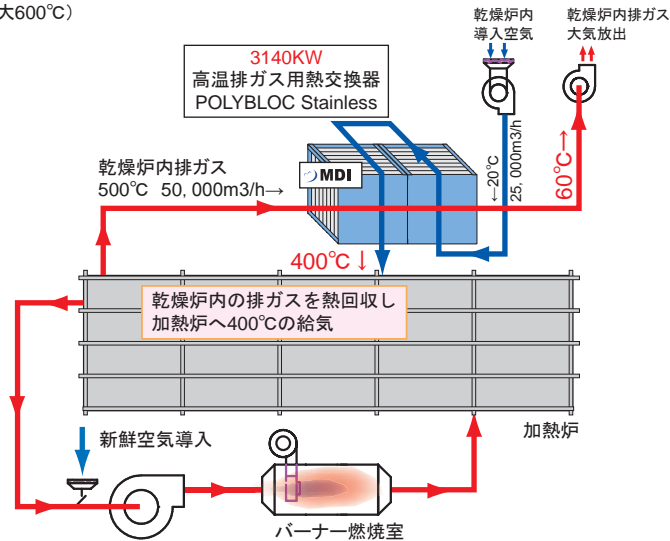 大600℃）
乾燥炉内
導入空気
乾燥炉内排ガス
大気放出
3140KW
高温排ガス用熱交換器
POLYBLOC Stainless
乾燥炉内排ガス
500℃ 50, 000m3/h→
MDI
←20℃
25, 000m3/h
60℃→
400℃↓
乾燥炉内の排ガスを熱回収し
加熱炉へ400℃の給気
加熱炉
新鮮空気導入
バーナー燃焼室